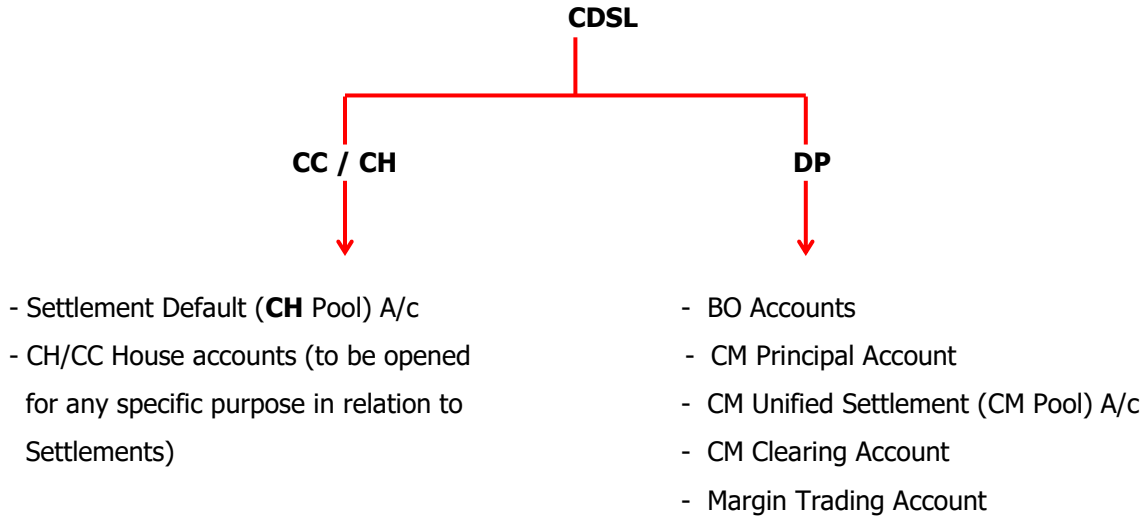 CDSL
CC / CH
DP
- Settlement Default (CH Pool) A/c
- CH/CC House accounts (to be opened
for any specific purpose in relation to
Settlements)
- BO Accounts
- CM Principal Account
- CM Unified Settlement (CM Pool) A/c
- CM Clearing Account
- Margin Trading Account